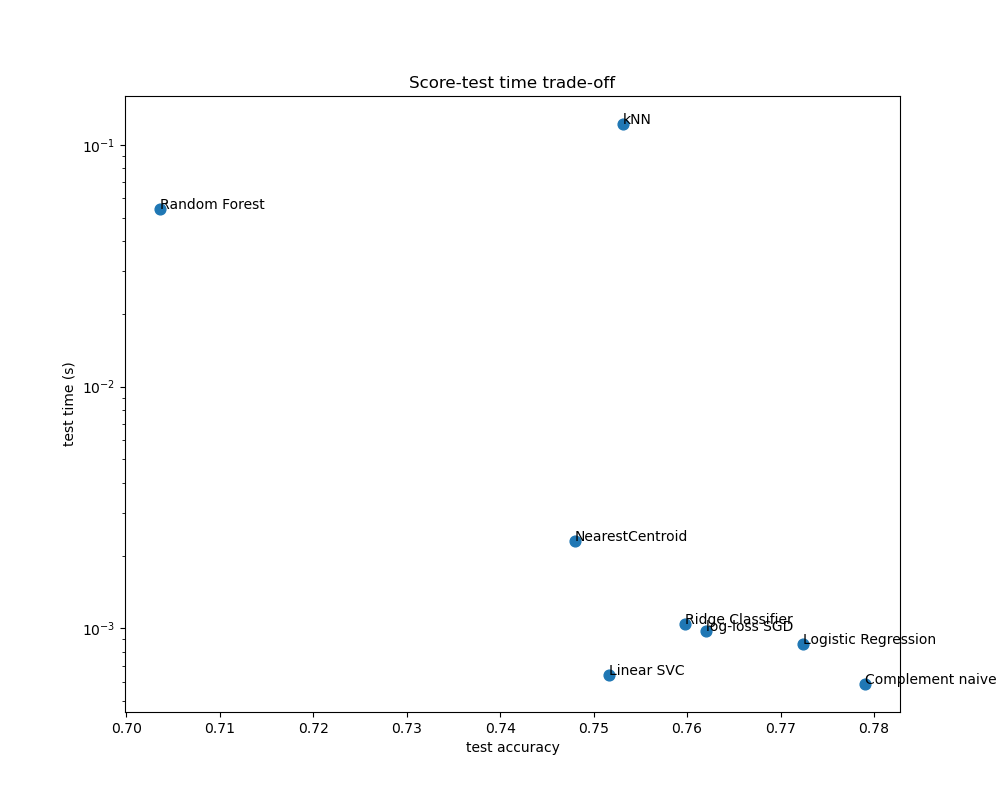 Score-test time trade-off
kNN
10⁻¹
Random Forest
test time (s)
10⁻²
NearestCentroid
Ridge Classifier
log-loss SGD
10⁻³
Logistic Regression
Linear SVC
Complement naive
0.70 0.71 0.72 0.73 0.74 0.75 0.76 0.77 0.78
test accuracy